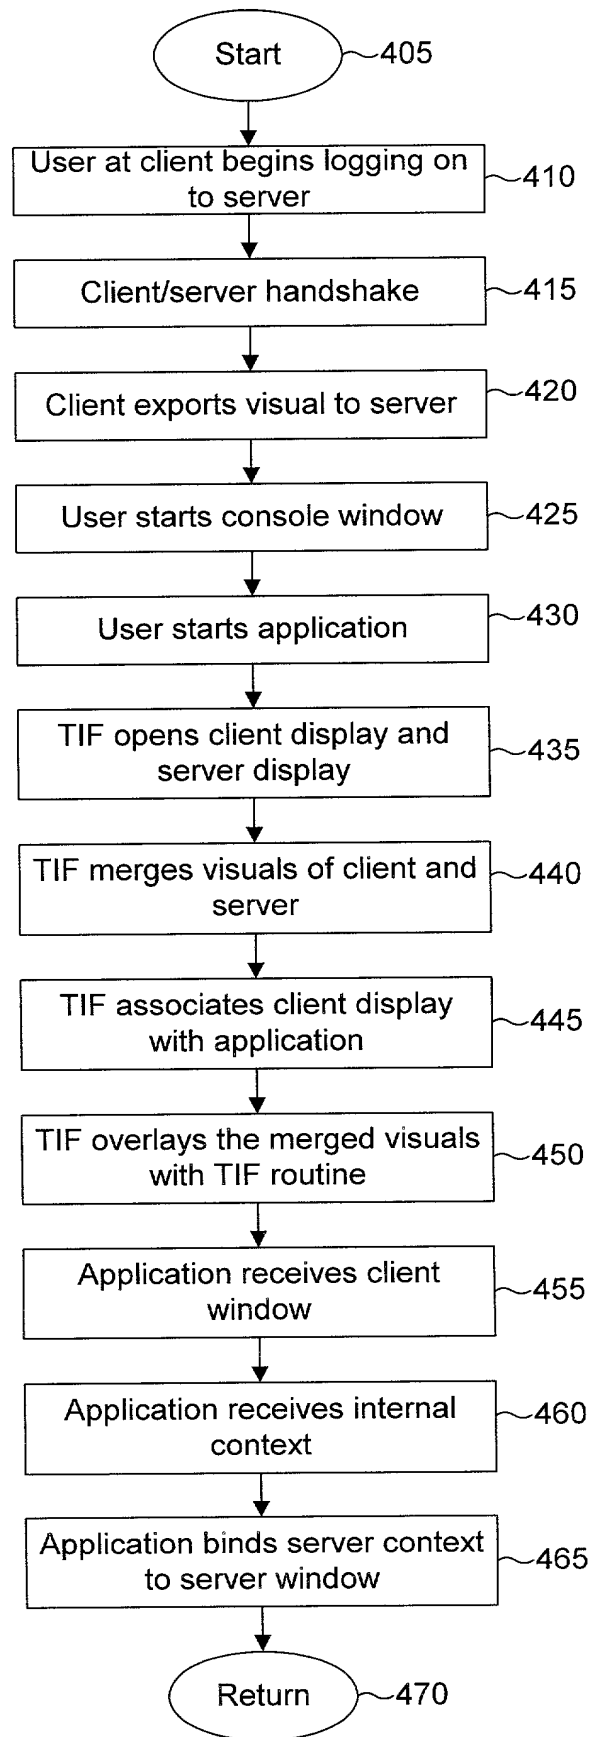 Start
405
User at client begins logging on
to server
410
Client/server handshake
415
Client exports visual to server
420
User starts console window
425
User starts application
430
TIF opens client display and
server display
435
TIF merges visuals of client and
server
440
TIF associates client display
with application
445
TIF overlays the merged visuals
with TIF routine
450
Application receives client
window
455
Application receives internal
context
460
Application binds server context
to server window
465
Return
470